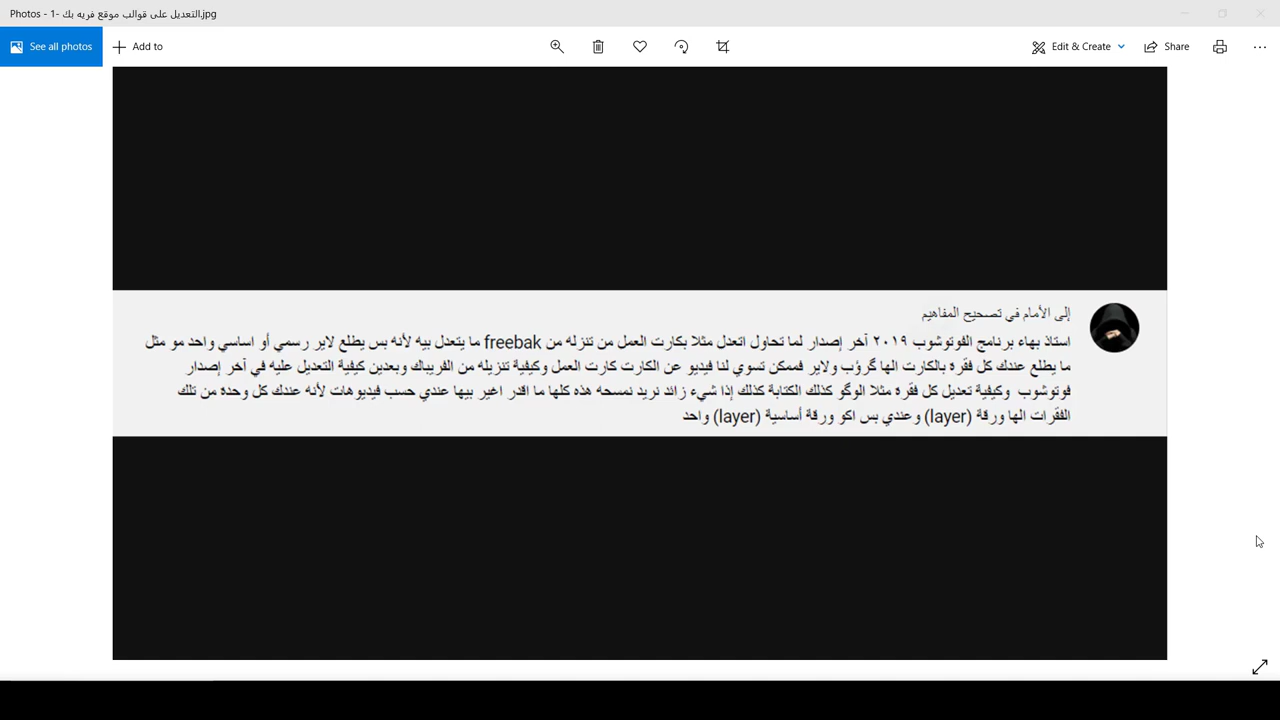 Photos - 1- التعديل على قوالب موقع فريه بك.jpg
See all photos
Add to
Edit & Create
Share
إلى الأمام في تصحيح المفاهيم
استاذ بهاء برنامج الفوتوشوب ٢٠١٩ آخر إصدار لما تحاول اتعدل مثلا بكارت العمل من تنزله من freebak ما يتعدل بيه لأنه بس يطلع لاير رسمي أو اساسي واحد مو مثل
ما يطلع عندك كل فقرة بالكارت الها گرؤب ولاير فممكن تسوي لنا فيديو عن الكارت كارت العمل وكيفية تنزيله من الفريباك وبعدين كيفية التعديل عليه في آخر إصدار
فوتوشوب وكيفية تعديل كل فقرة مثلا الوگو كذلك الكتابة كذلك إذا شيء زائد نريد نمسحه هذه كلها ما اقدر اغير بيها عندي حسب فيديوهات لأنه عندك كل وحدة من تلك
الفقرات الها ورقة (layer) وعندي بس اكو ورقة أساسية (layer) واحد